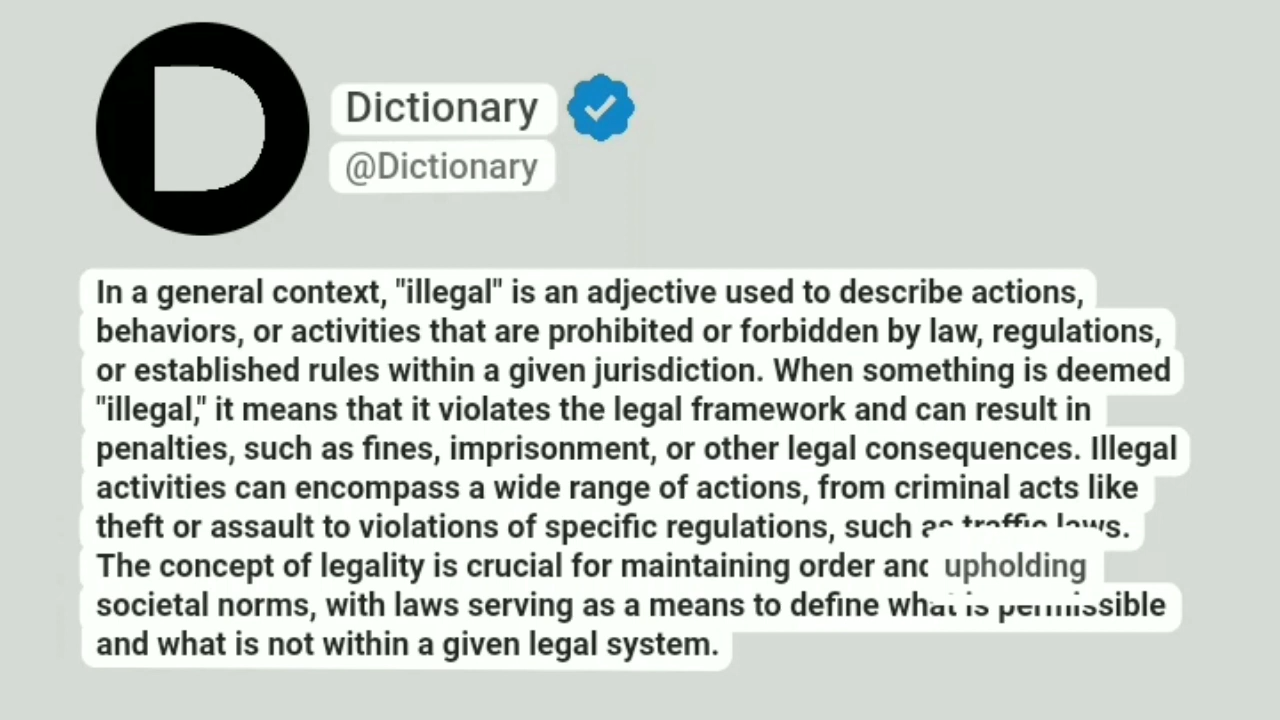 D
Dictionary
@Dictionary
In a general context, "illegal" is an adjective used to describe actions,
behaviors, or activities that are prohibited or forbidden by law, regulations,
or established rules within a given jurisdiction. When something is deemed
"illegal," it means that it violates the legal framework and can result in
penalties, such as fines, imprisonment, or other legal consequences. Illegal
activities can encompass a wide range of actions, from criminal acts like
theft or assault to violations of specific regulations, such as traffic laws.
The concept of legality is crucial for maintaining order and upholding
societal norms, with laws serving as a means to define what is permissible
and what is not within a given legal system.